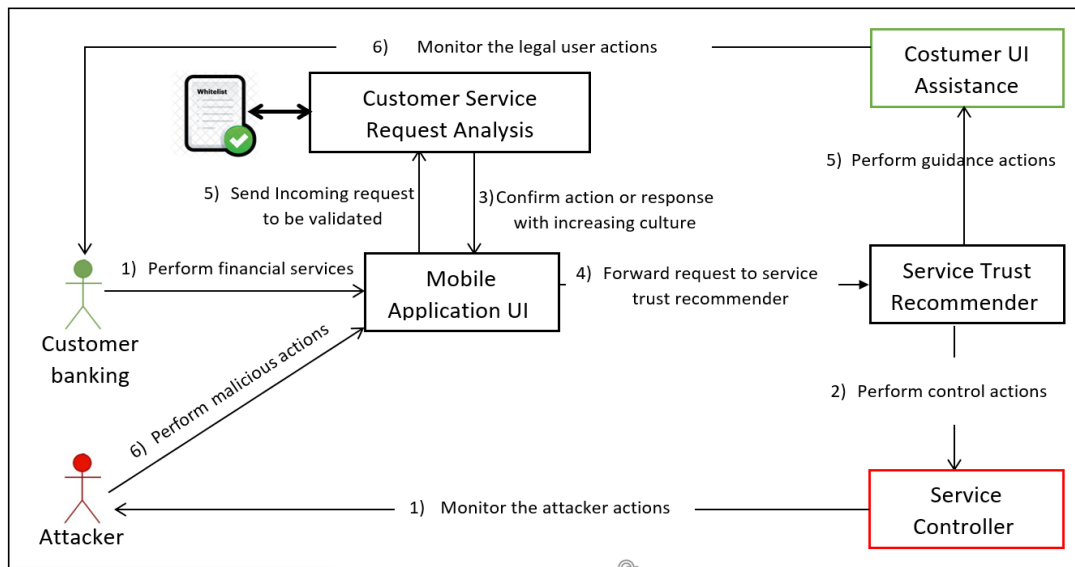 6) Monitor the legal user actions
Costumer UI
Assistance
Whitelist
Customer Service
Request Analysis
5) Perform guidance actions
5) Send Incoming request
to be validated
3) Confirm action or response
with increasing culture
1) Perform financial services
Mobile
Application UI
4) Forward request to service
trust recommender
Service Trust
Recommender
Customer
banking
6) Perform malicious actions
2) Perform control actions
1) Monitor the attacker actions
Service
Controller
Attacker